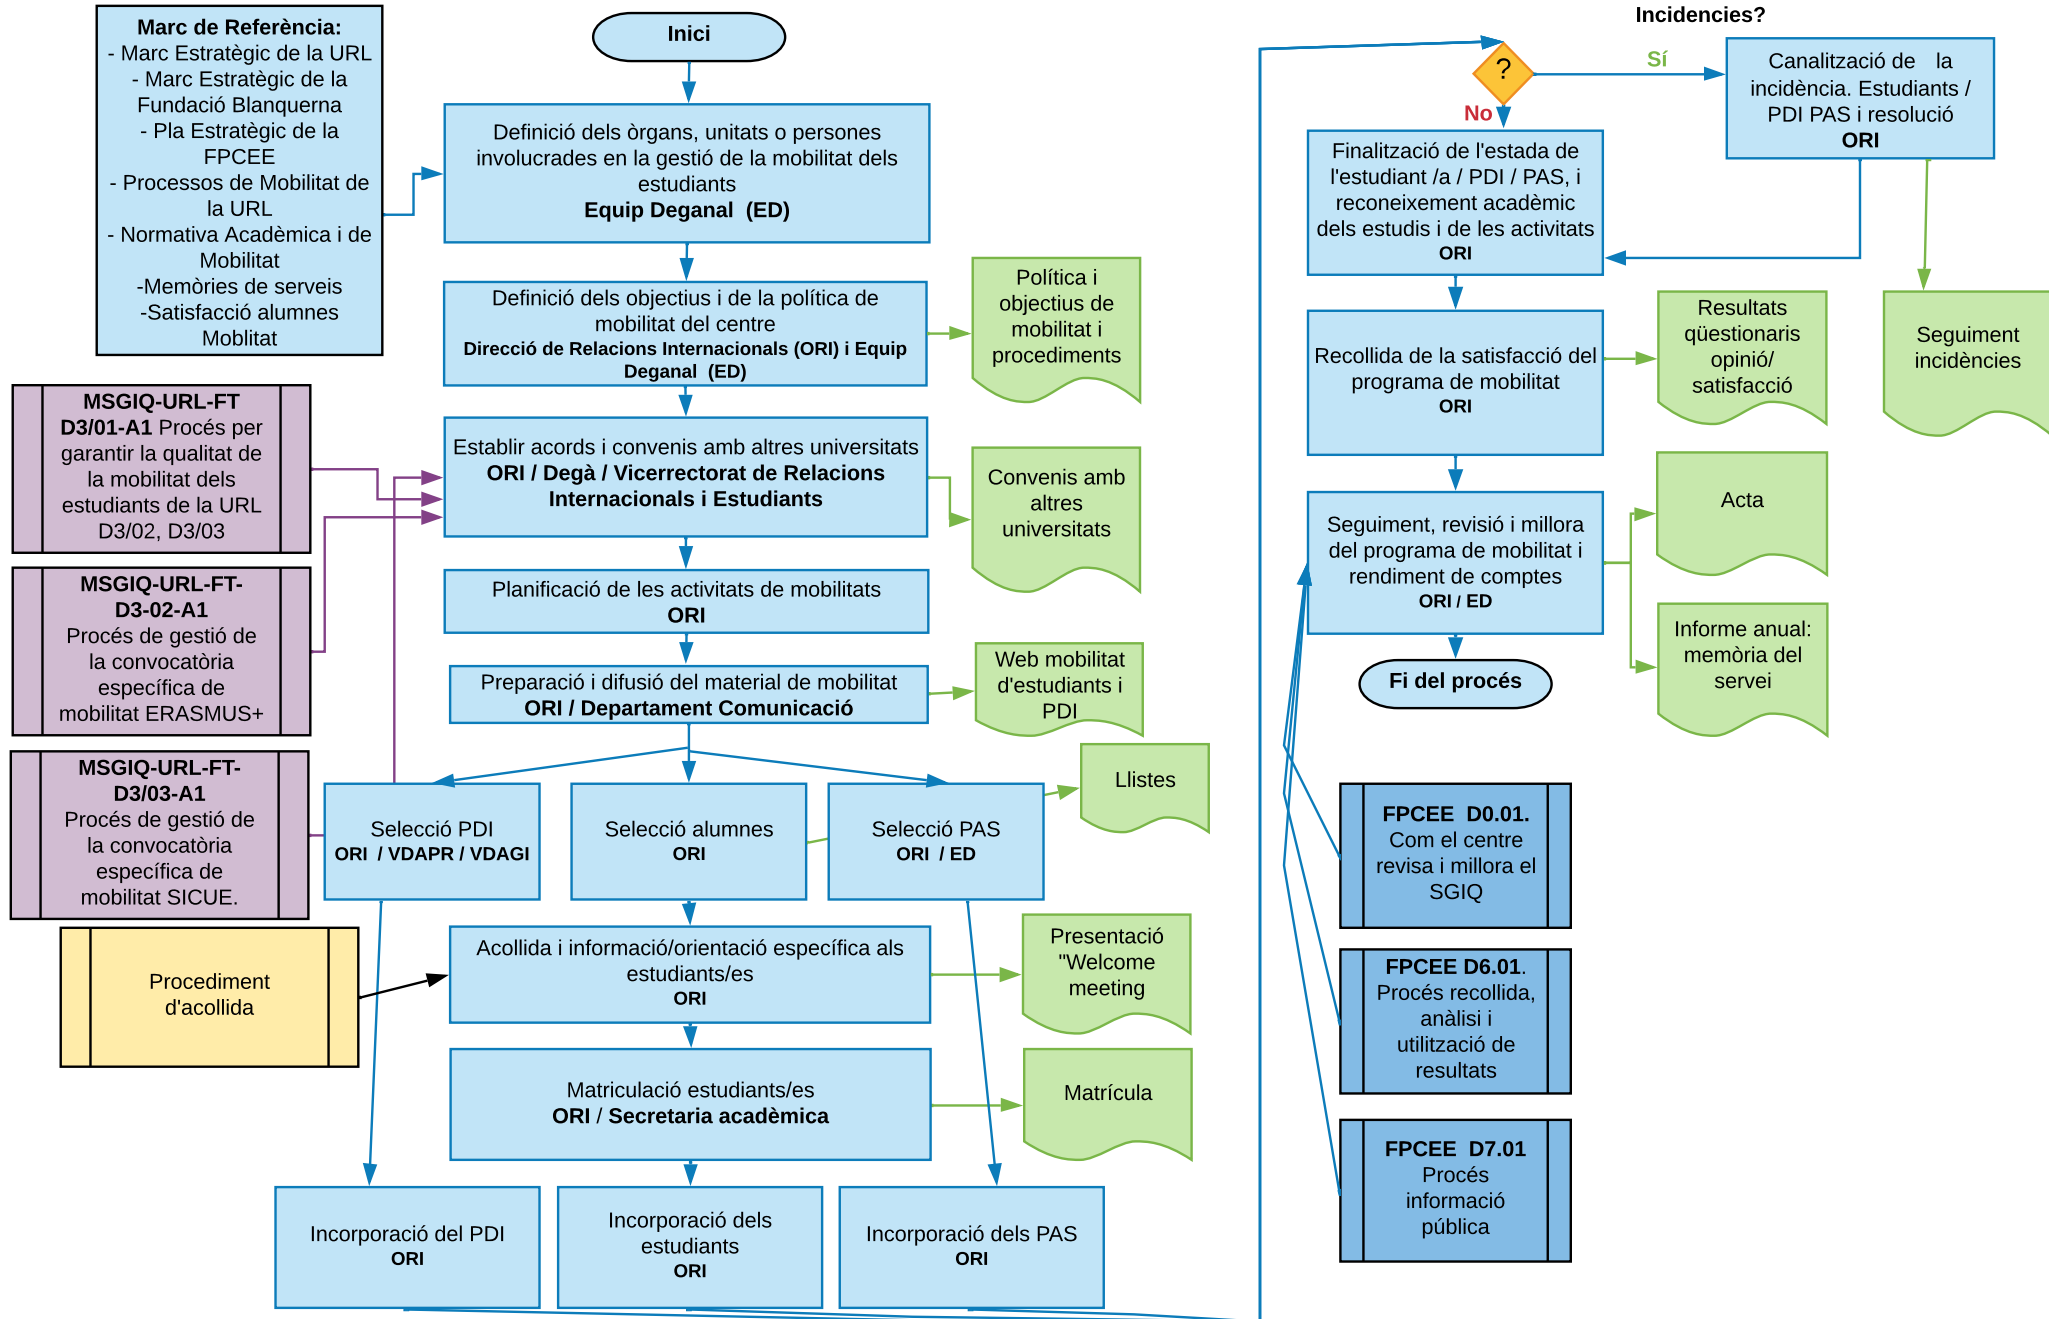 Marc de Referència:
- Marc Estratègic de la URL
- Marc Estratègic de la
Fundació Blanquerna
- Pla Estratègic de la
FPCEE
- Processos de Mobilitat de
la URL
- Normativa Acadèmica i de
Mobilitat
-Memòries de serveis
-Satisfacció alumnes
Moblitat
Inici
Definició dels òrgans, unitats o persones
involucrades en la gestió de la mobilitat dels
estudiants
Equip Deganal (ED)
Definició dels objectius i de la política de
mobilitat del centre
Direcció de Relacions Internacionals (ORI) i Equip
Deganal (ED)
Política i
objectius de
mobilitat i
procediments
MSGIQ-URL-FT
D3/01-A1 Procés per
garantir la qualitat de
la mobilitat dels
estudiants de la URL
D3/02, D3/03
Establir acords i convenis amb altres universitats
ORI / Degà / Vicerrectorat de Relacions
Internacionals i Estudiants
Convenis amb
altres
universitats
MSGIQ-URL-FT-
D3-02-A1
Procés de gestió de
la convocatòria
específica de
mobilitat ERASMUS+
Planificació de les activitats de mobilitats
ORI
Preparació i difusió del material de mobilitat
ORI / Departament Comunicació
Web mobilitat
d'estudiants i
PDI
MSGIQ-URL-FT-
D3/03-A1
Procés de gestió de
la convocatòria
específica de
mobilitat SICUE.
Selecció PDI
ORI / VDAPR / VDAGI
Selecció alumnes
ORI
Selecció PAS
ORI / ED
Llistes
Procediment
d'acollida
Acollida i informació/orientació específica als
estudiants/es
ORI
Presentació
"Welcome
meeting
Matriculació estudiants/es
ORI / Secretaria acadèmica
Matrícula
Incorporació del PDI
ORI
Incorporació dels
estudiants
ORI
Incorporació dels PAS
ORI
Incidencies?
?
Sí
No
Canalització de la
incidència. Estudiants /
PDI PAS i resolució
ORI
Finalització de l'estada de
l'estudiant /a / PDI / PAS, i
reconeixement acadèmic
dels estudis i de les activitats
ORI
Recollida de la satisfacció del
programa de mobilitat
ORI
Resultats
qüestionaris
opinió/
satisfacció
Seguiment
incidències
Seguiment, revisió i millora
del programa de mobilitat i
rendiment de comptes
ORI / ED
Acta
Informe anual:
memòria del
servei
Fi del procés
FPCEE D0.01.
Com el centre
revisa i millora el
SGIQ
FPCEE D6.01.
Procés recollida,
anàlisi i
utilització de
resultats
FPCEE D7.01
Procés
informació
pública